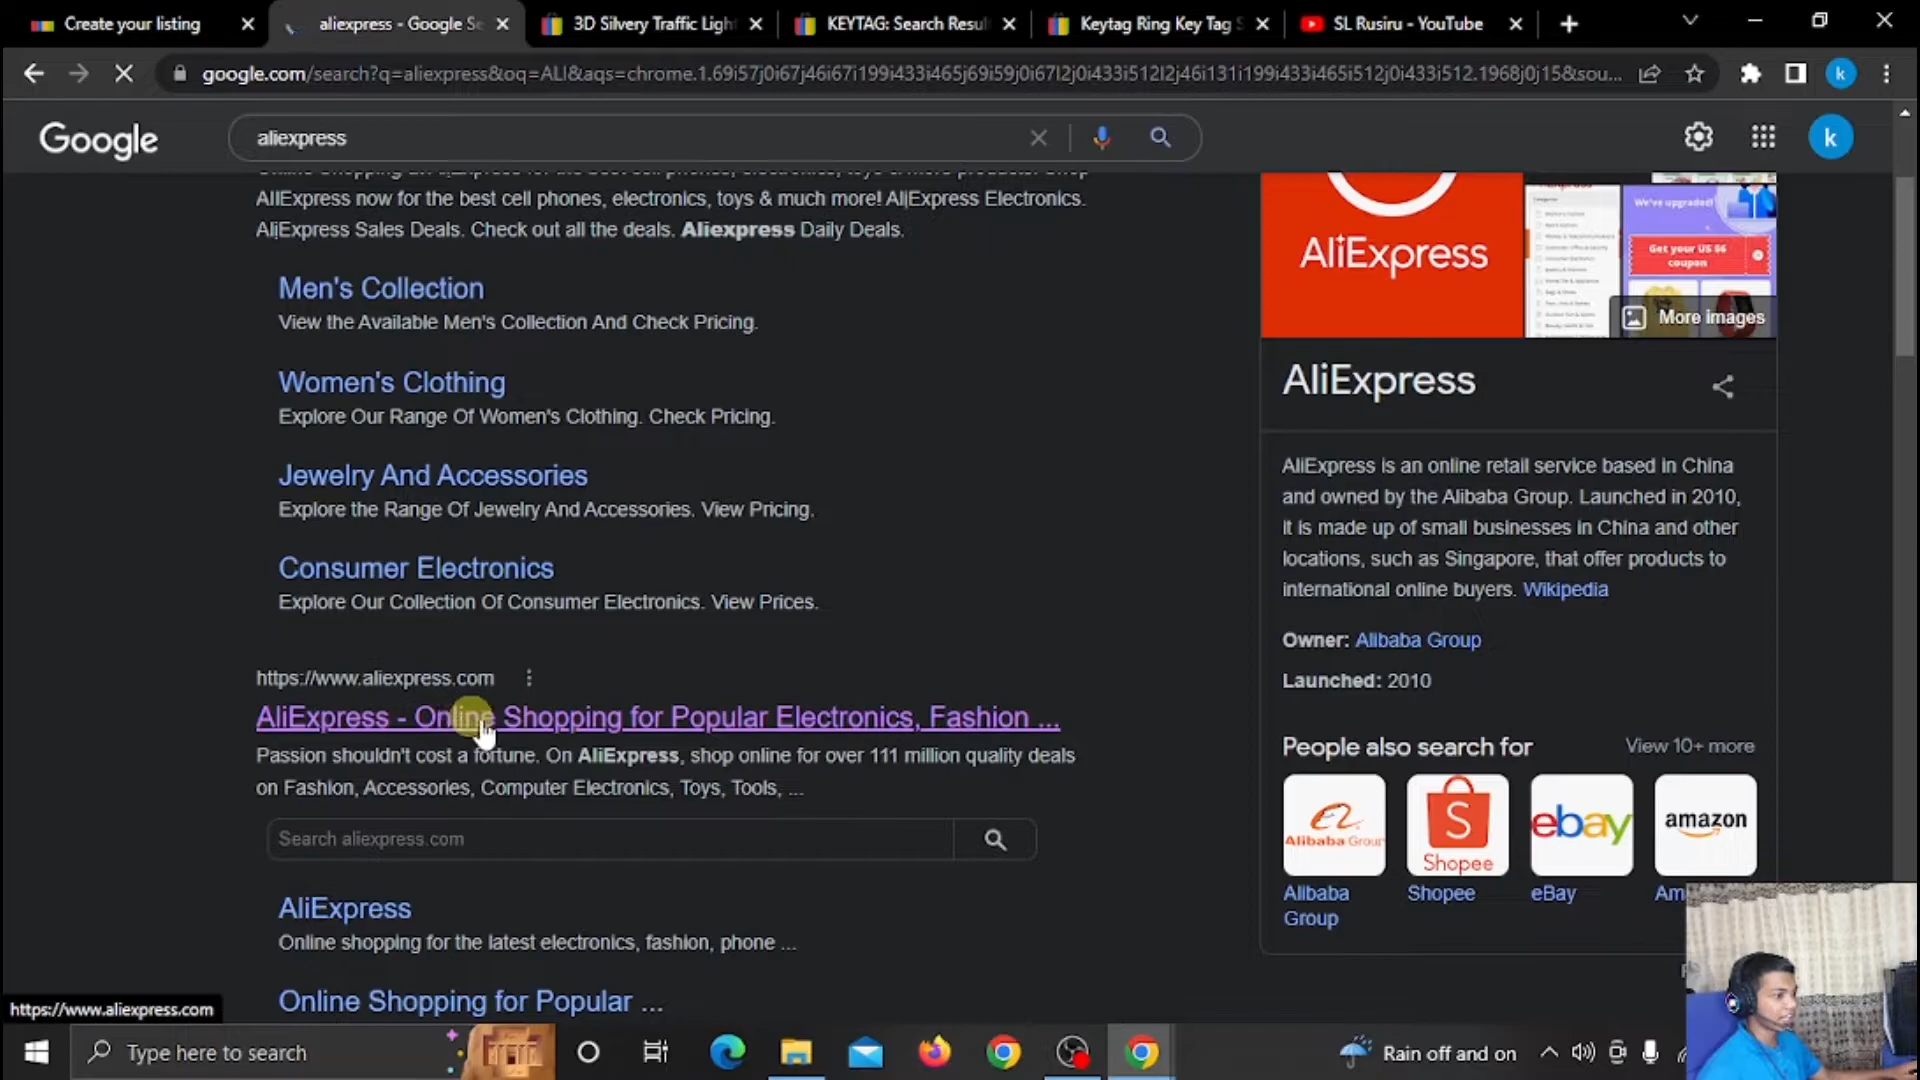 Create your listing
aliexpress - Google Se
3D Silvery Traffic Ligh
KEYTAG: Search Resul
Keytag Ring Key Tag S
SL Rusiru - YouTube
google.com/search?q=aliexpress&oq=ALI&aqs=chrome.1.69i57j0i67j46i67i199i433i465j69i59j0i67l2j0i433i512l2j46i131i199i433i465i512j0i433i512.1968j0j15&sou...
k
Google
aliexpress
k
AliExpress now for the best cell phones, electronics, toys & much more! AliExpress Electronics.
AliExpress Sales Deals. Check out all the deals. Aliexpress Daily Deals.
Men's Collection
View the Available Men's Collection And Check Pricing.
Women's Clothing
Explore Our Range Of Women's Clothing. Check Pricing.
Jewelry And Accessories
Explore the Range Of Jewelry And Accessories. View Pricing.
Consumer Electronics
Explore Our Collection Of Consumer Electronics. View Prices.
https://www.aliexpress.com
AliExpress - Online Shopping for Popular Electronics, Fashion ...
Passion shouldn't cost a fortune. On AliExpress, shop online for over 111 million quality deals
on Fashion, Accessories, Computer Electronics, Toys, Tools, ...
Search aliexpress.com
AliExpress
Online shopping for the latest electronics, fashion, phone ...
Online Shopping for Popular ...
AliExpress
We've upgraded!
Get your US $6
coupon
More images
AliExpress
AliExpress is an online retail service based in China
and owned by the Alibaba Group. Launched in 2010,
it is made up of small businesses in China and other
locations, such as Singapore, that offer products to
international online buyers. Wikipedia
Owner: Alibaba Group
Launched: 2010
People also search for
View 10+ more
Alibaba Group
Shopee
ebay
amazon
Alibaba
Group
Shopee
eBay
Am
https://www.aliexpress.com
Type here to search
Rain off and on